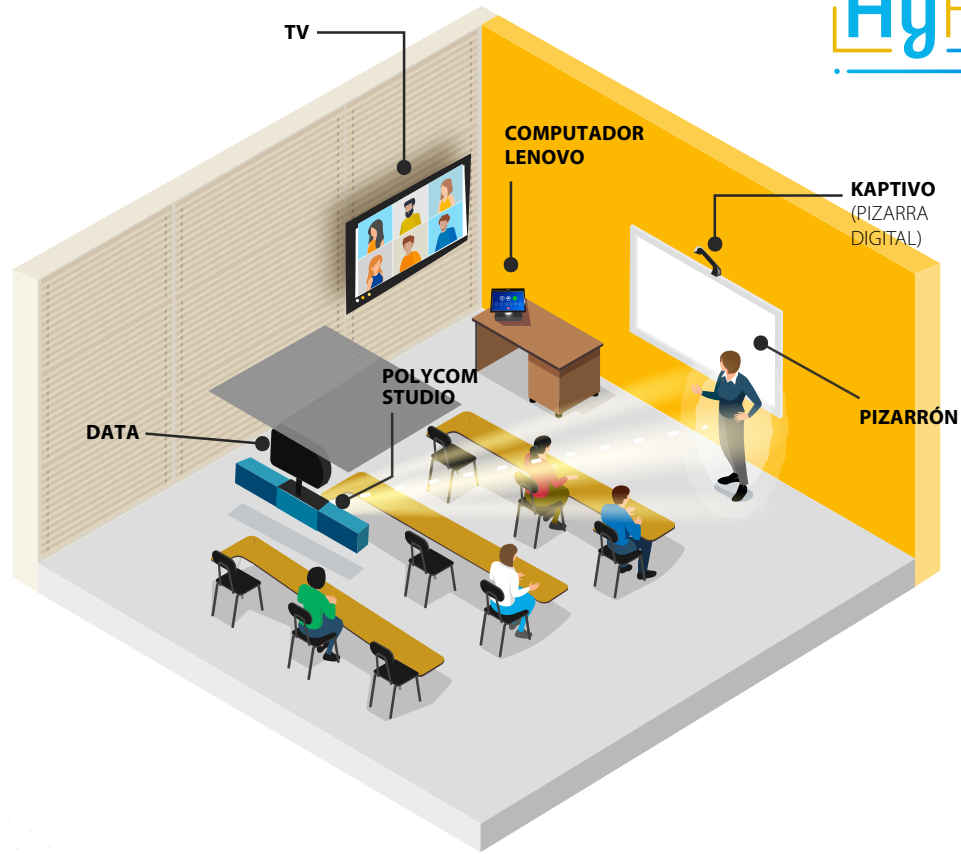 TV
COMPUTADOR
LENOVO
KAPTIVO
(PIZARRA
DIGITAL)
POLYCOM
STUDIO
DATA
PIZARRÓN